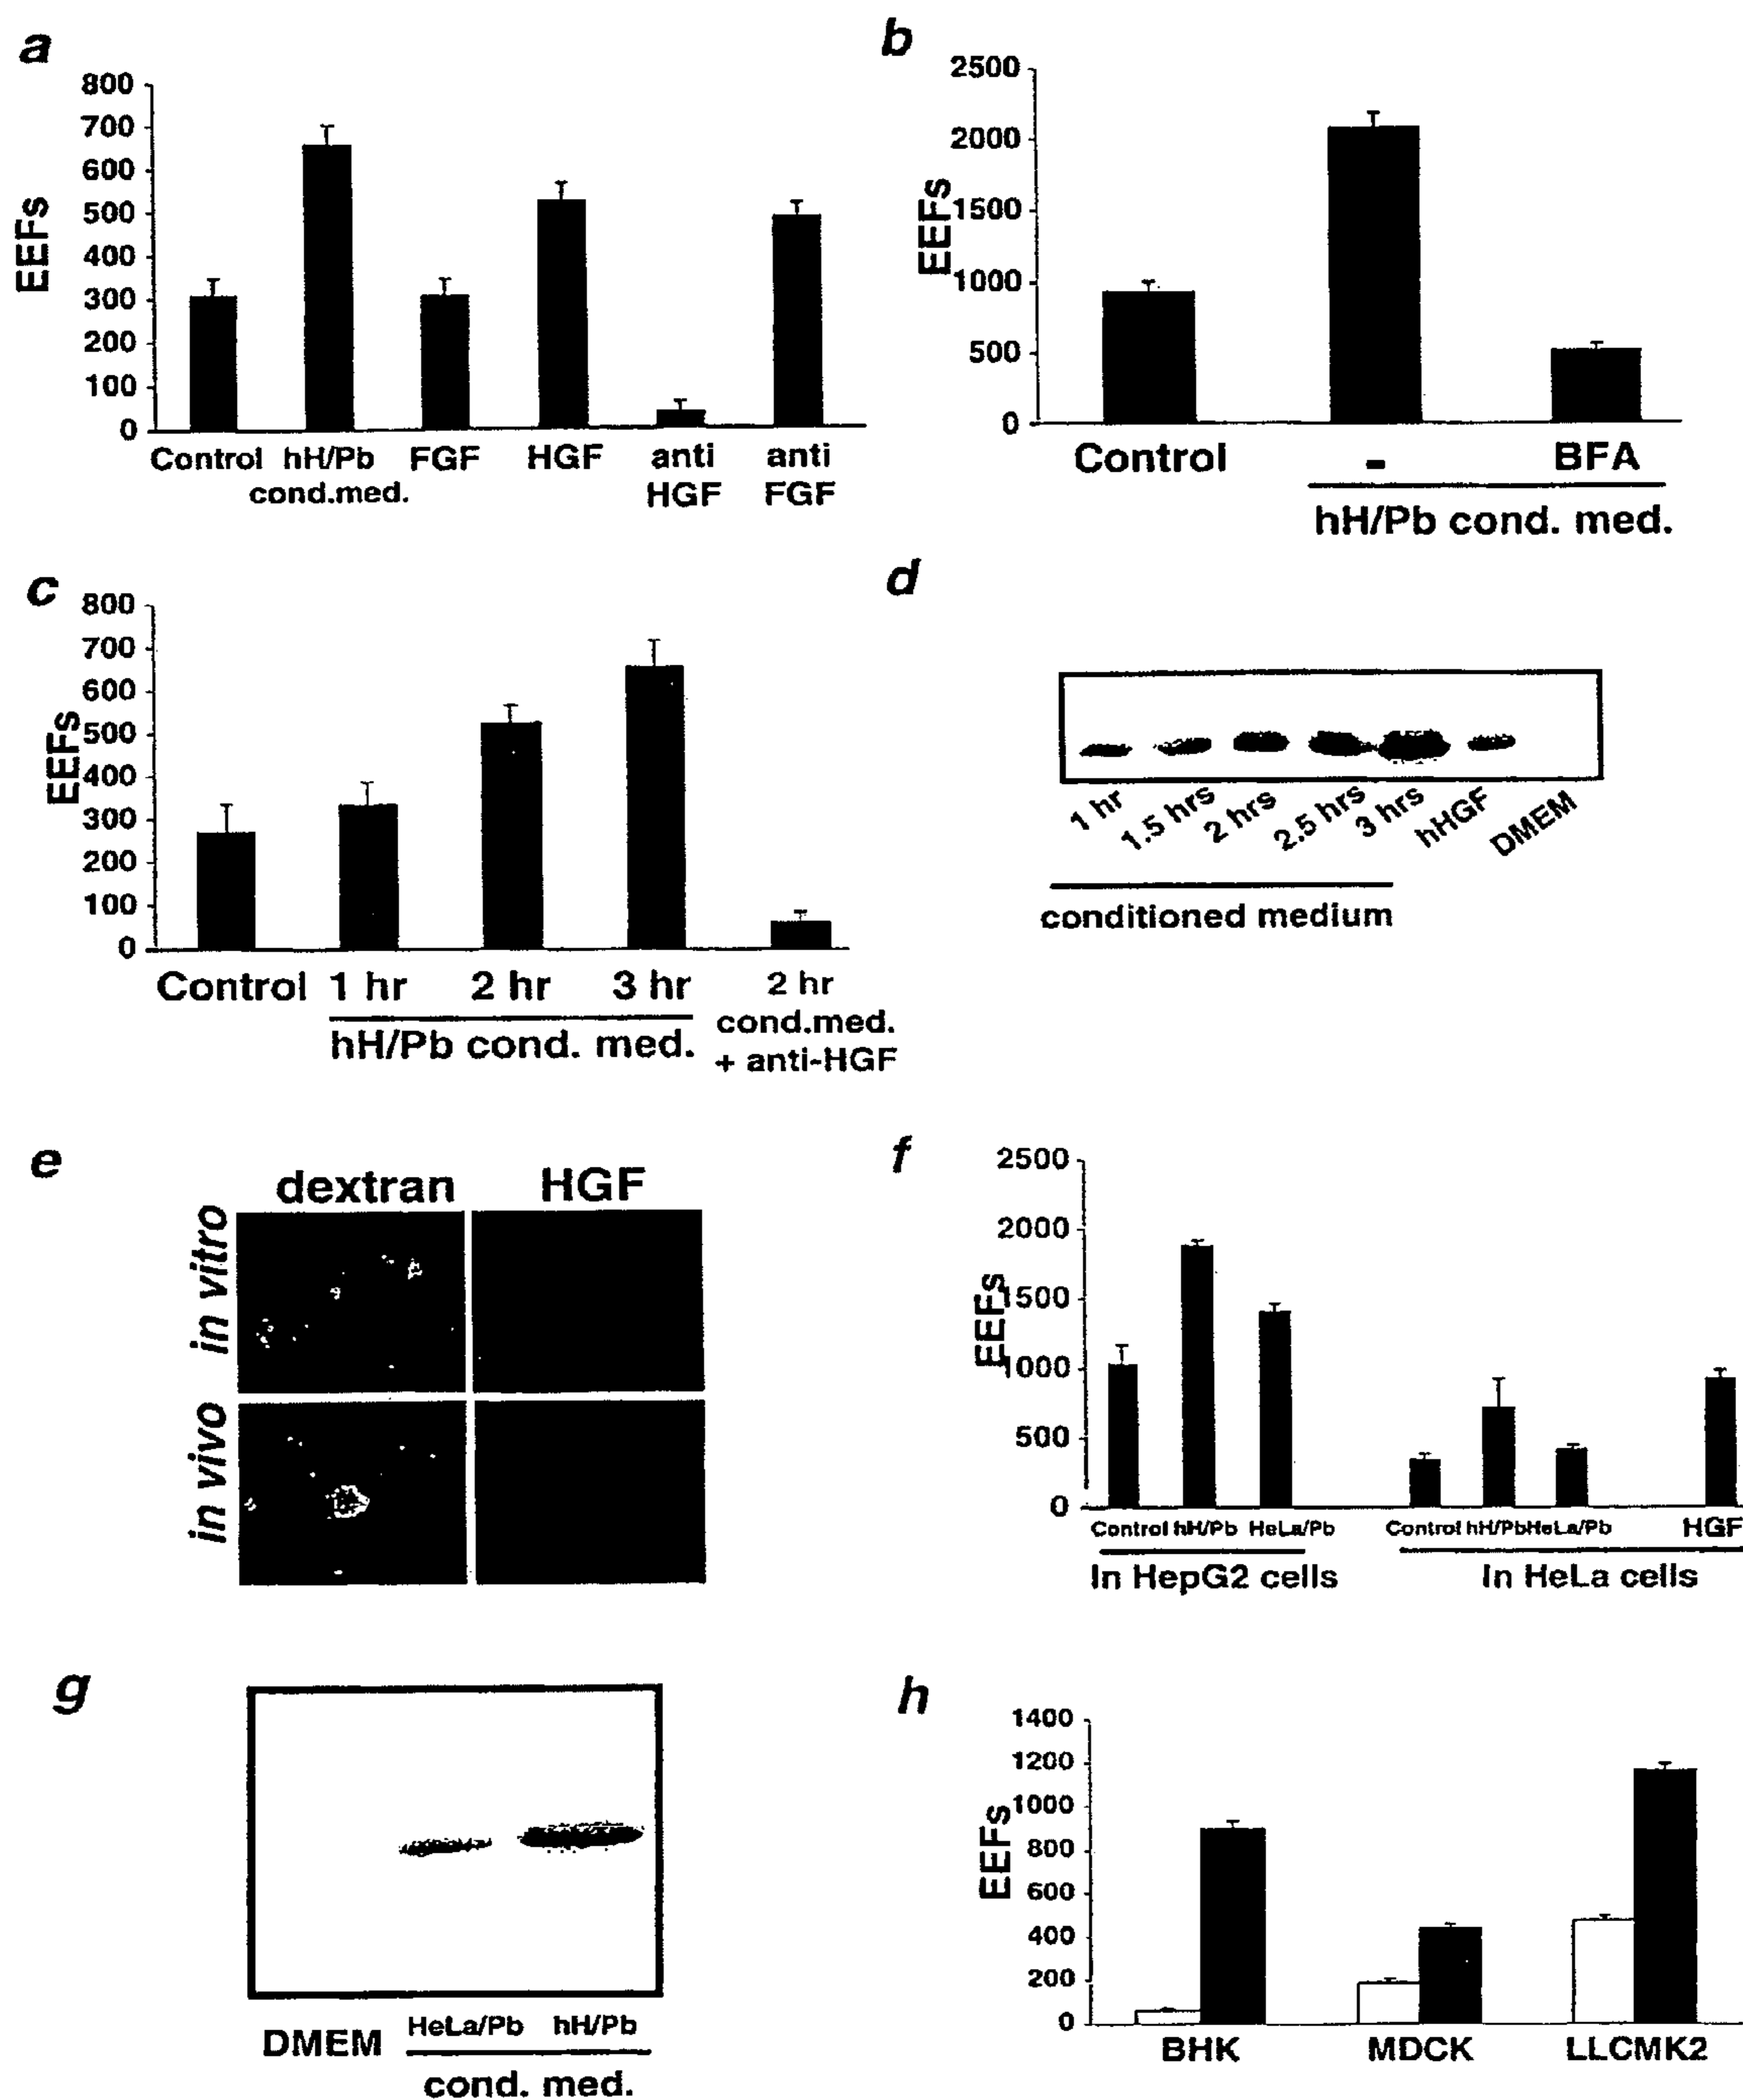 a
800
700
600
500
400
300
200
100
0
EEFs
Control hH/Pb FGF HGF anti anti
cond.med. HGF FGF
b
2500
2000
1500
1000
500
0
EEFs
Control - BFA
hH/Pb cond. med.
c
800
700
600
500
400
300
200
100
0
EEFs
Control 1 hr 2 hr 3 hr 2 hr
hH/Pb cond. med. cond.med.
+ anti-HGF
d
1 hr 1.5 hrs 2 hrs 2.5 hrs 3 hrs hHGF DMEM
conditioned medium
e
dextran HGF
in vitro
in vivo
f
2500
2000
1500
1000
500
0
EEFs
Control hH/Pb HeLa/Pb Control hH/Pb HeLa/Pb HGF
In HepG2 cells In HeLa cells
g
DMEM HeLa/Pb hH/Pb
cond. med.
h
1400
1200
1000
800
600
400
200
0
EEFs
BHK MDCK LLCMK2